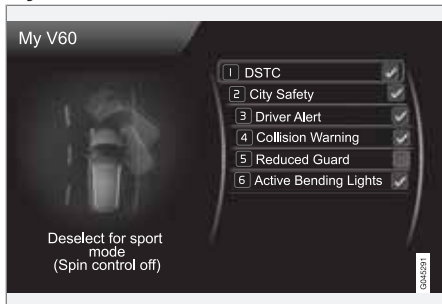 My V60
1 DSTC
2 City Safety
3 Driver Alert
4 Collision Warning
5 Reduced Guard
6 Active Bending Lights
Deselect for sport
mode
(Spin control off)
G045291